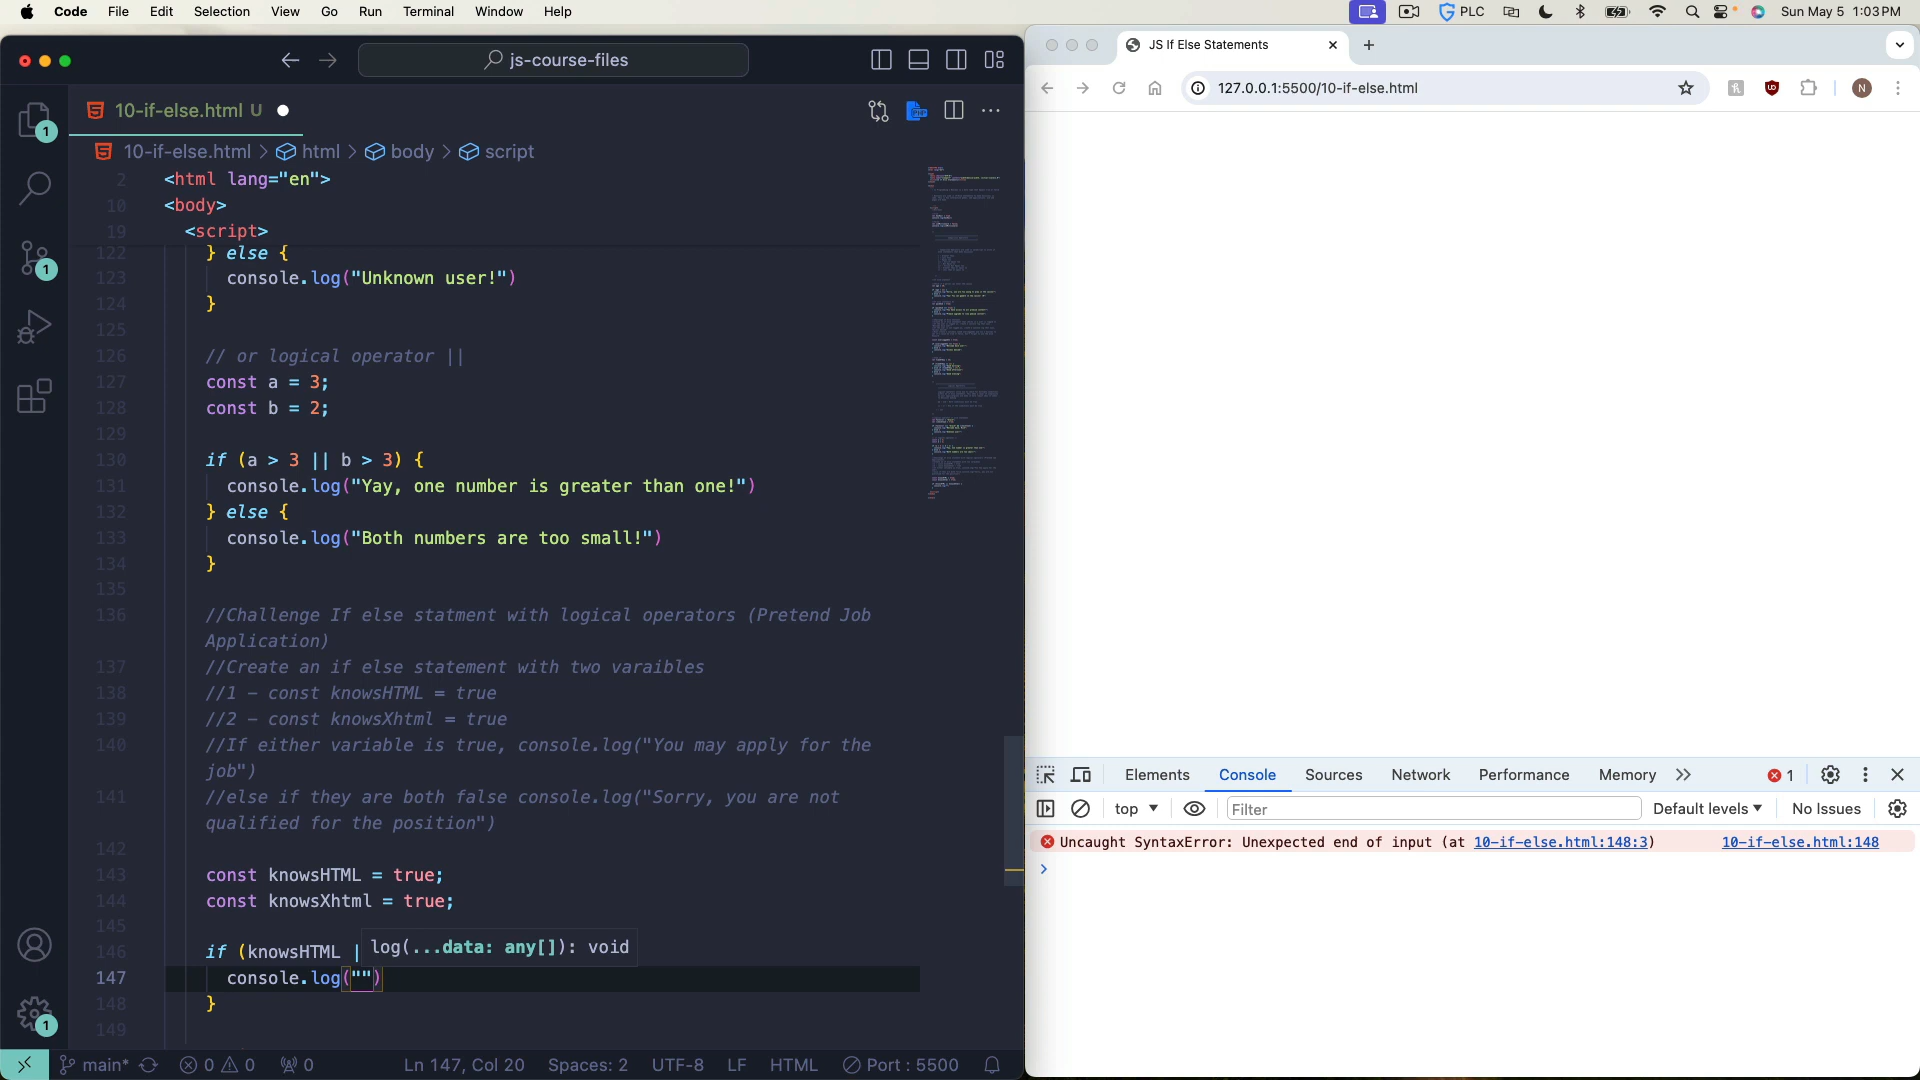 Code File Edit Selection View Go Run Terminal Window Help
PLC Sun May 5 1:03 PM
js-course-files
10-if-else.html U
10-if-else.html > html > body > script
2 <html lang="en">
10 <body>
19 <script>
122 } else {
123 console.log("Unknown user!")
124 }
125
126 // or logical operator ||
127 const a = 3;
128 const b = 2;
129
130 if (a > 3 || b > 3) {
131 console.log("Yay, one number is greater than one!")
132 } else {
133 console.log("Both numbers are too small!")
134 }
135
136 //Challenge If else statment with logical operators (Pretend Job
Application)
137 //Create an if else statement with two varaibles
138 //1 - const knowsHTML = true
139 //2 - const knowsXhtml = true
140 //If either variable is true, console.log("You may apply for the
job")
141 //else if they are both false console.log("Sorry, you are not
qualified for the position")
142
143 const knowsHTML = true;
144 const knowsXhtml = true;
145
146 if (knowsHTML |
log(...data: any[]): void
147 console.log("")
148 }
149
1
1
1
main* 0 0 0 Ln 147, Col 20 Spaces: 2 UTF-8 LF HTML Port : 5500
JS If Else Statements
127.0.0.1:5500/10-if-else.html
N
Elements Console Sources Network Performance Memory 1
top Filter Default levels No Issues
Uncaught SyntaxError: Unexpected end of input (at 10-if-else.html:148:3) 10-if-else.html:148